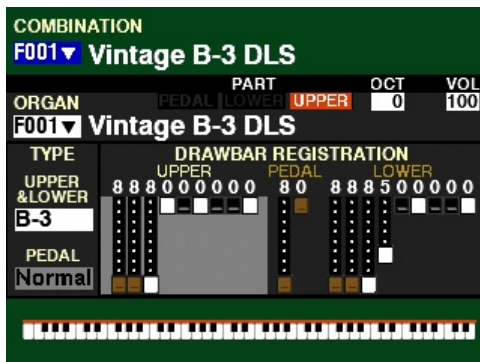 COMBINATION
F001▼ Vintage B-3 DLS
PART OCT VOL
ORGAN PEDAL LOWER UPPER 0 100
F001▼ Vintage B-3 DLS
TYPE DRAWBAR REGISTRATION
UPPER PEDAL LOWER
UPPER 888000000 80 888500000
&LOWER
B-3
PEDAL
Normal